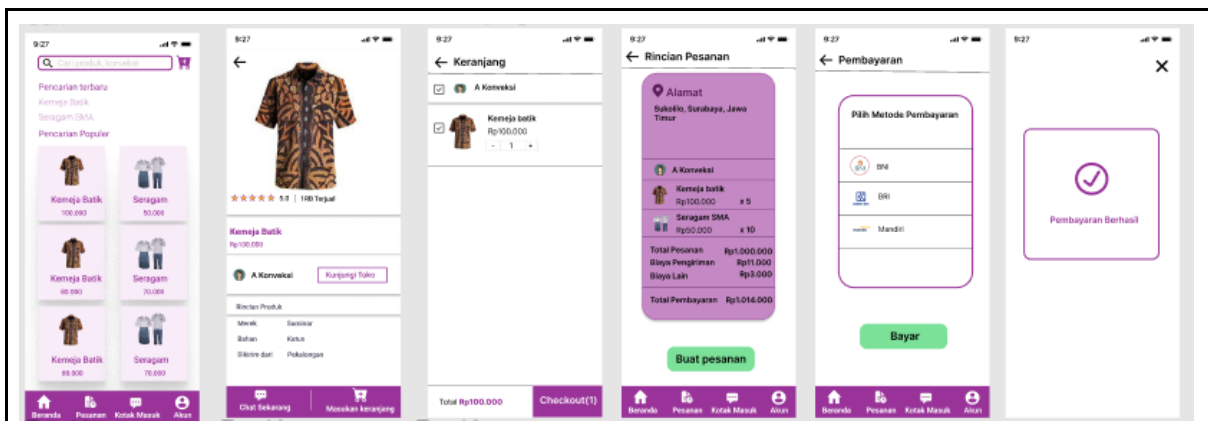 9:27
Cari produk, konveksi
Pencarian terbaru
Kemeja Batik
Seragam SMA
Pencarian Populer
Kemeja Batik
100.000
Seragam
50.000
Kemeja Batik
80.000
Seragam
70.000
Kemeja Batik
Seragam
70.000
Beranda Pesanan Kotak Masuk Akun
9:27
5.0 | 1RB Terjual
Kemeja Batik
Rp100.000
A Konveksi
Kunjungi Toko
Rincian Produk
Merek
Bahan Katun
Dikirim dari Pekalongan
Chat Sekarang Masukan keranjang
9:27
Keranjang
A Konveksi
Kemeja batik
Rp100.000
- 1 +
Total Rp100.000 Checkout(1)
9:27
Rincian Pesanan
Alamat
Sukolilo, Surabaya, Jawa
Timur
A Konveksi
Kemeja batik
Rp100.000 x 5
Seragam SMA
Rp50.000 x 10
Total Pesanan Rp1.000.000
Biaya Pengiriman Rp11.000
Biaya Lain Rp3.000
Total Pembayaran Rp1.014.000
Buat pesanan
Beranda Pesanan Kotak Masuk Akun
9:27
Pembayaran
Pilih Metode Pembayaran
BNI
BRI
Mandiri
Bayar
Beranda Pesanan Kotak Masuk Akun
9:27
Pembayaran Berhasil